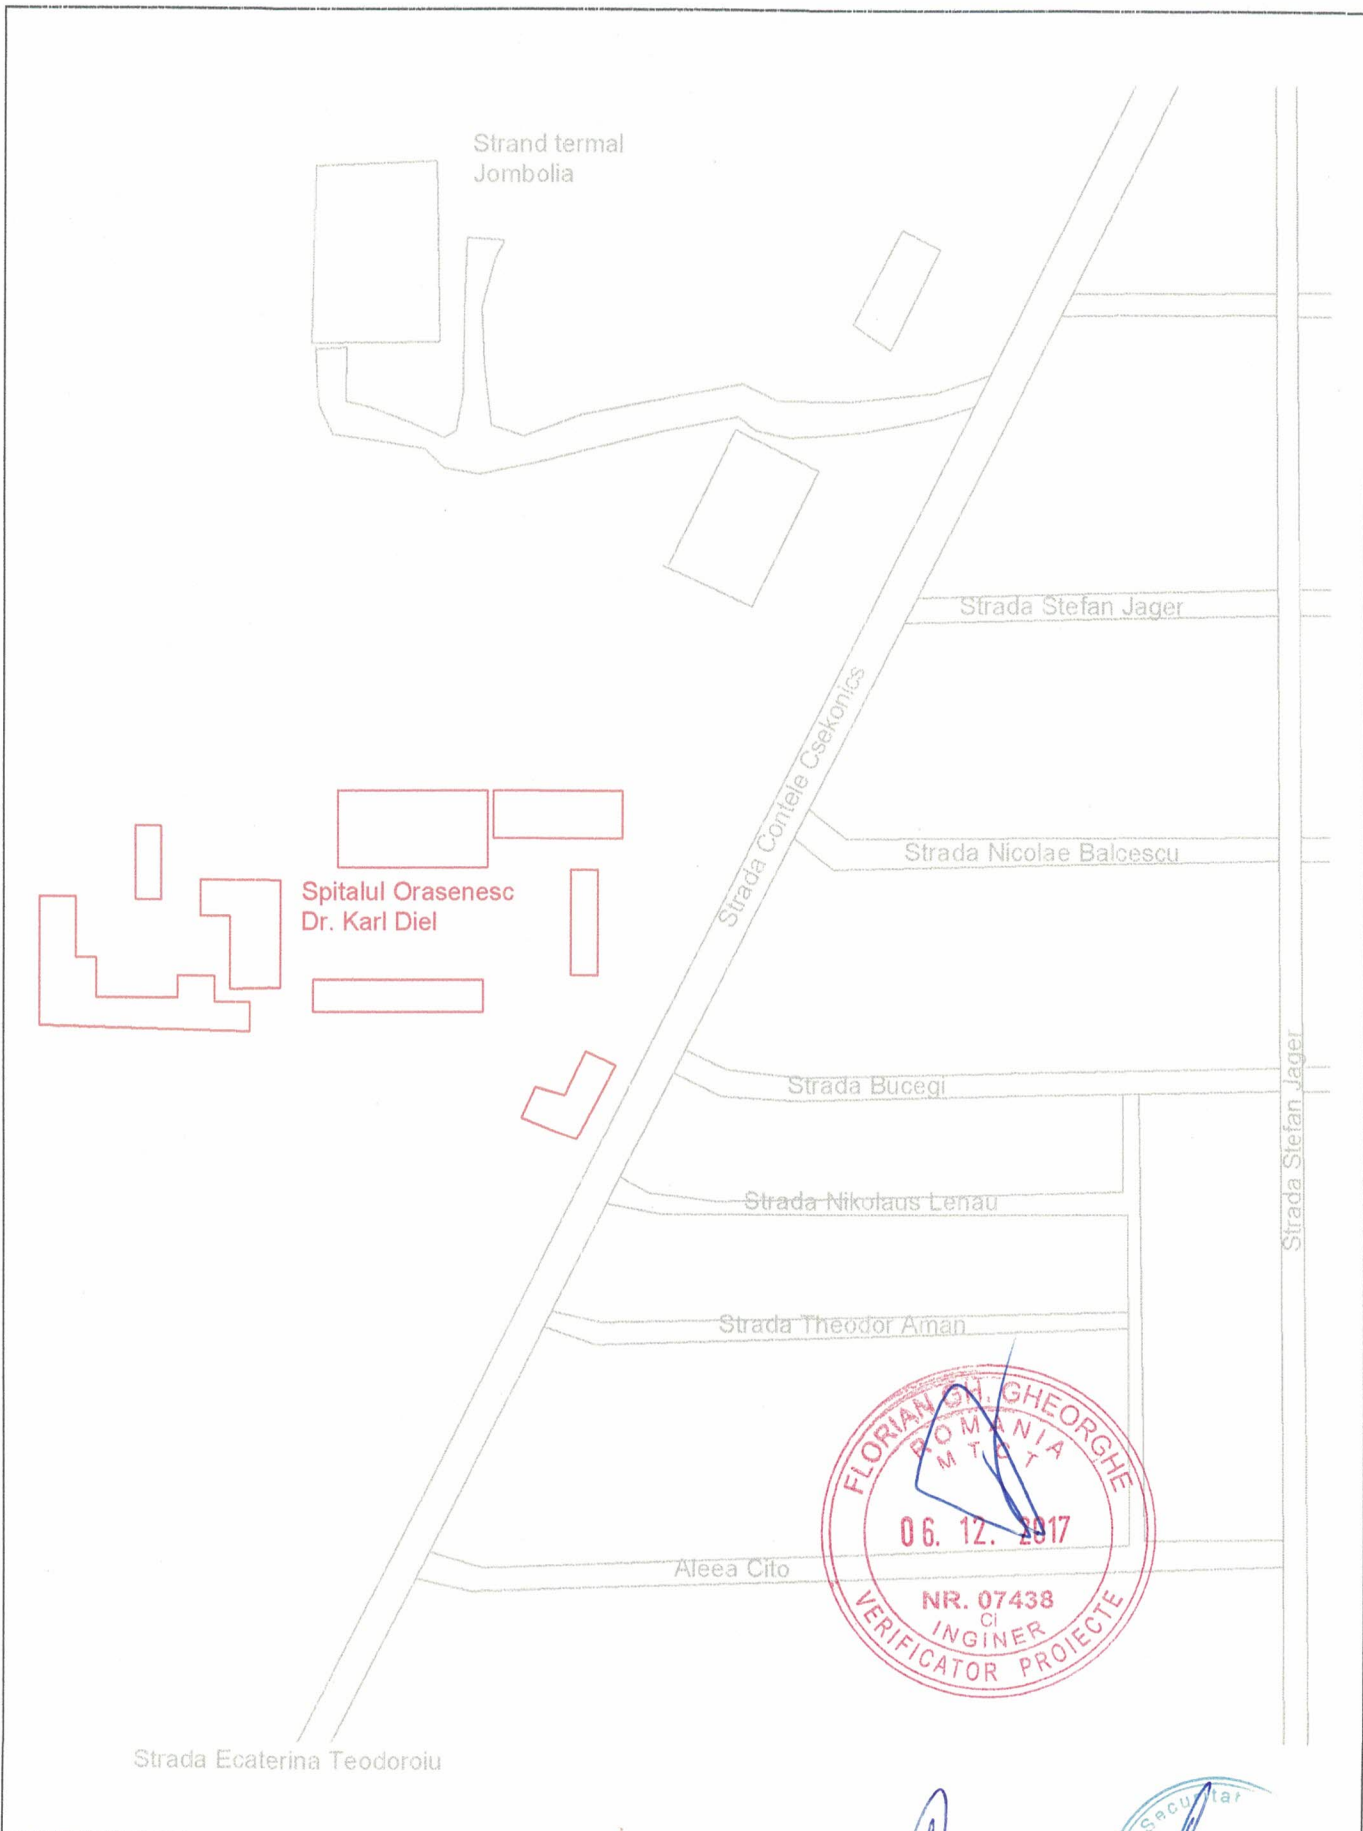 Strand termal
Jombolia
Strada Stefan Jager
Strada Contele Csekonics
Strada Nicolae Balcescu
Spitalul Orasenesc
Dr. Karl Diel
Strada Stefan Jager
Strada Bucegi
Strada Nikolaus Lenau
Strada Theodor Aman
FLORIAN GH. GHEORGHE
ROMANIA
MTCT
06. 12. 2017
Aleea Cito
NR. 07438
CI
INGINER
VERIFICATOR PROIECTE
Strada Ecaterina Teodoroiu
Securitar